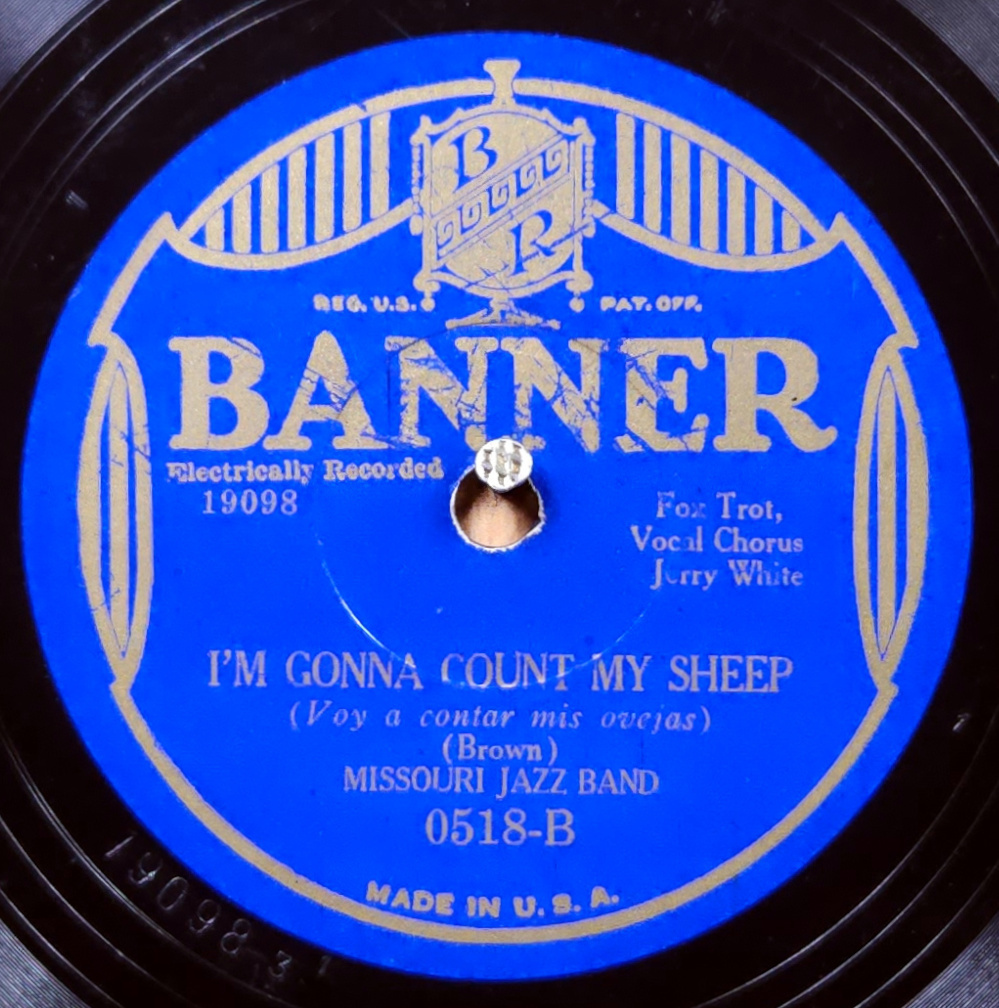 B
R
REG. U.S. PAT. OFF.
BANNER
Electrically Recorded
19098
Fox Trot,
Vocal Chorus
Jerry White
I'M GONNA COUNT MY SHEEP
(Voy a contar mis ovejas)
(Brown)
MISSOURI JAZZ BAND
0518-B
MADE IN U. S. A.
19098 3 1